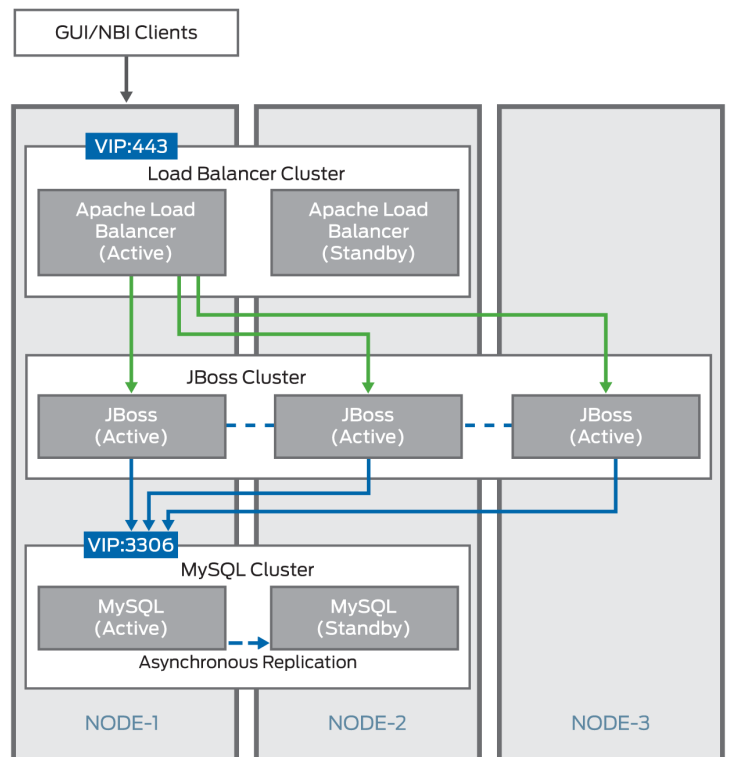 GUI/NBI Clients
VIP:443
Load Balancer Cluster
Apache Load
Balancer
(Active)
Apache Load
Balancer
(Standby)
JBoss Cluster
JBoss
(Active)
JBoss
(Active)
JBoss
(Active)
VIP:3306
MySQL Cluster
MySQL
(Active)
MySQL
(Standby)
Asynchronous Replication
NODE-1
NODE-2
NODE-3